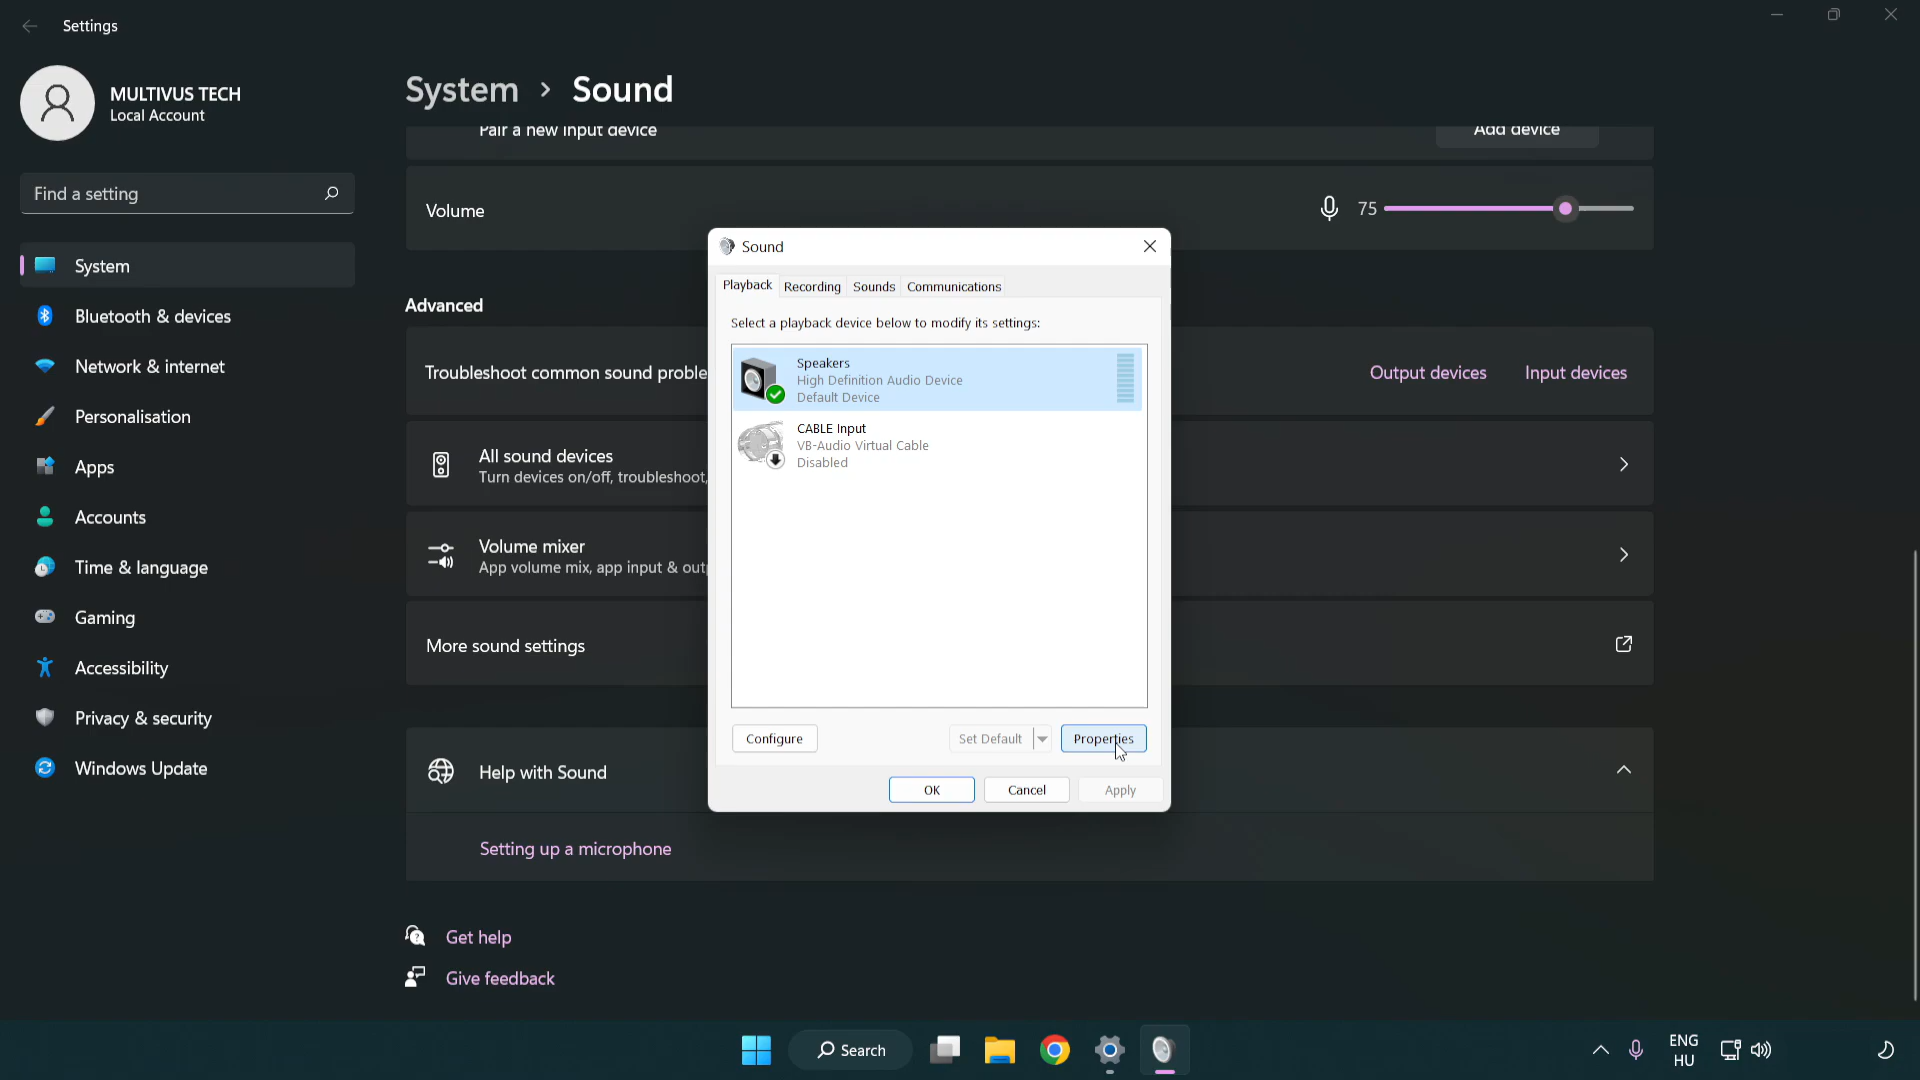 Settings
MULTIVUS TECH
Local Account
Find a setting
System
Bluetooth & devices
Network & internet
Personalisation
Apps
Accounts
Time & language
Gaming
Accessibility
Privacy & security
Windows Update
System › Sound
Pair a new input device
Add device
Volume
75
Advanced
Troubleshoot common sound proble
Output devices
Input devices
All sound devices
Turn devices on/off, troubleshoot,
Volume mixer
App volume mix, app input & outp
More sound settings
Help with Sound
Setting up a microphone
Get help
Give feedback
Sound
Playback
Recording
Sounds
Communications
Select a playback device below to modify its settings:
Speakers
High Definition Audio Device
Default Device
CABLE Input
VB-Audio Virtual Cable
Disabled
Configure
Set Default
Properties
OK
Cancel
Apply
Search
ENG
HU